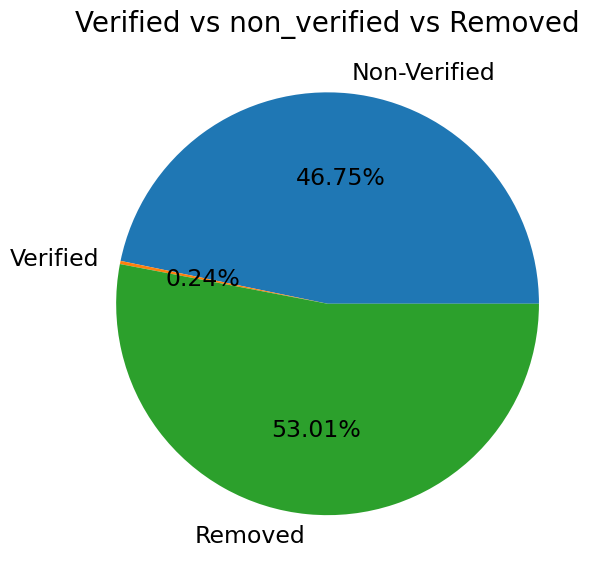 Verified vs non_verified vs Removed
Non-Verified
46.75%
Verified
0.24%
53.01%
Removed